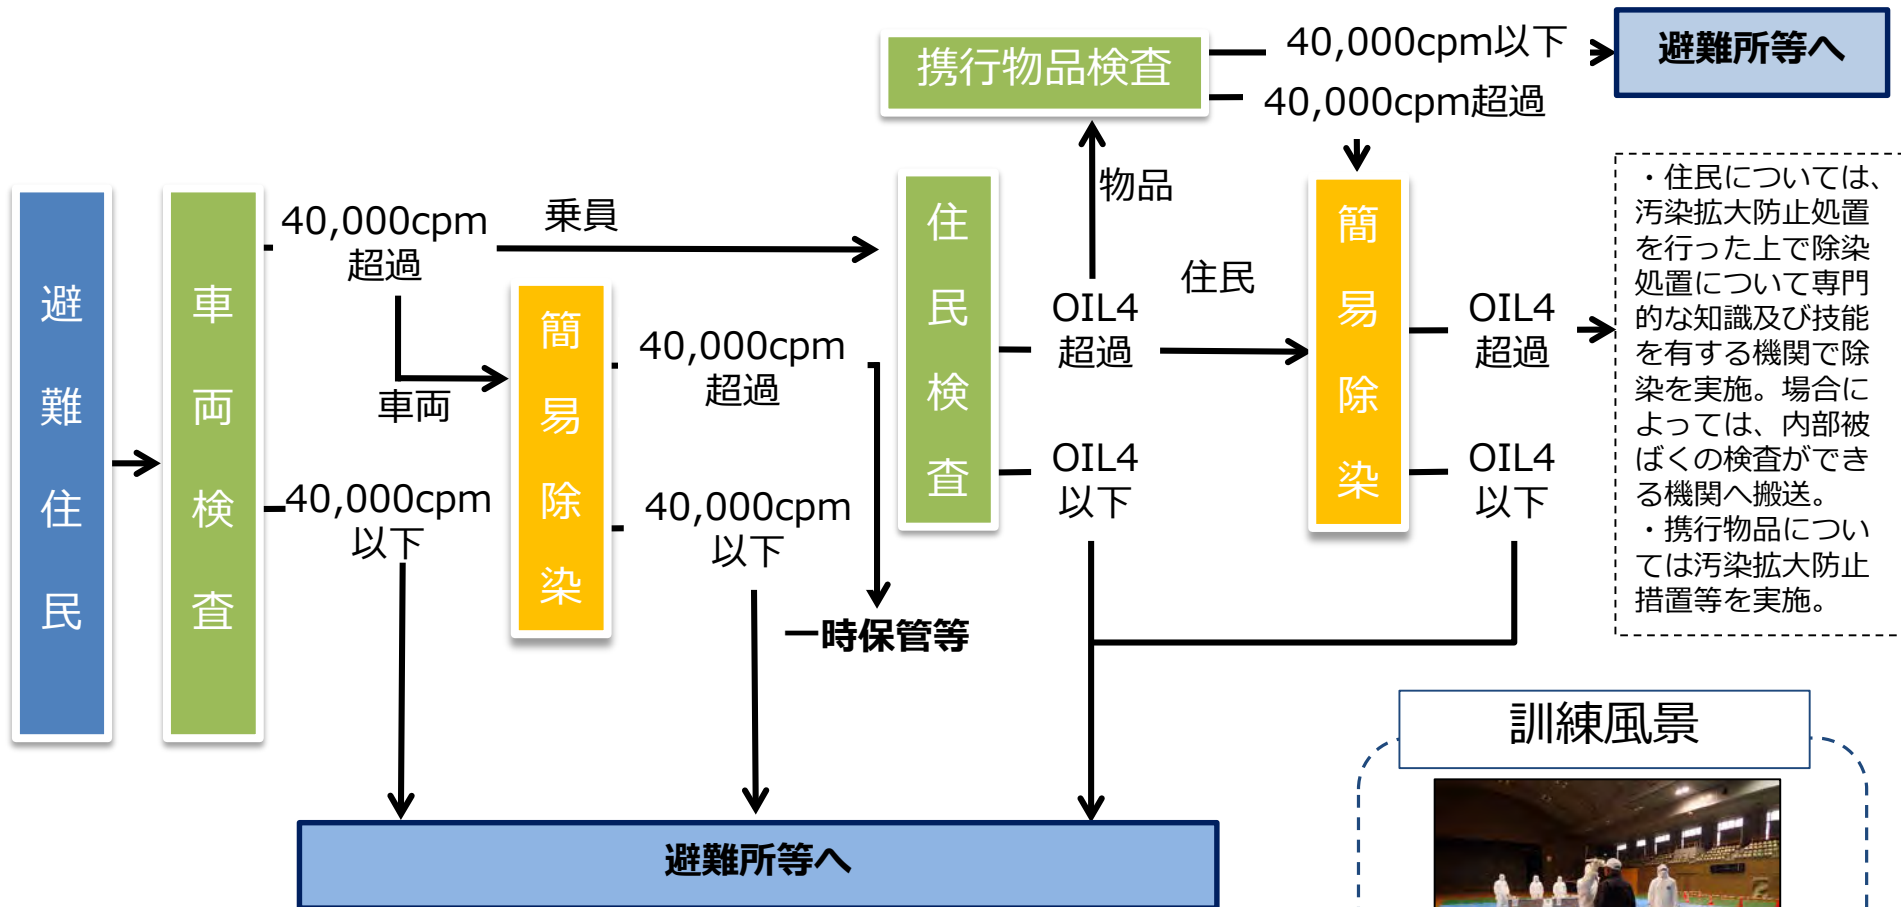 避難住民
車両検査
40,000cpm
超過
乗員
車両
40,000cpm
以下
簡易除染
40,000cpm
超過
40,000cpm
以下
一時保管等
住民検査
物品
携行物品検査
40,000cpm以下
40,000cpm超過
避難所等へ
OIL4
超過
住民
OIL4
以下
簡易除染
OIL4
超過
OIL4
以下
・住民については、
汚染拡大防止処置
を行った上で除染
処置について専門
的な知識及び技能
を有する機関で除
染を実施。場合に
よっては、内部被
ばくの検査ができ
る機関へ搬送。
・携行物品につい
ては汚染拡大防止
措置等を実施。
避難所等へ
訓練風景